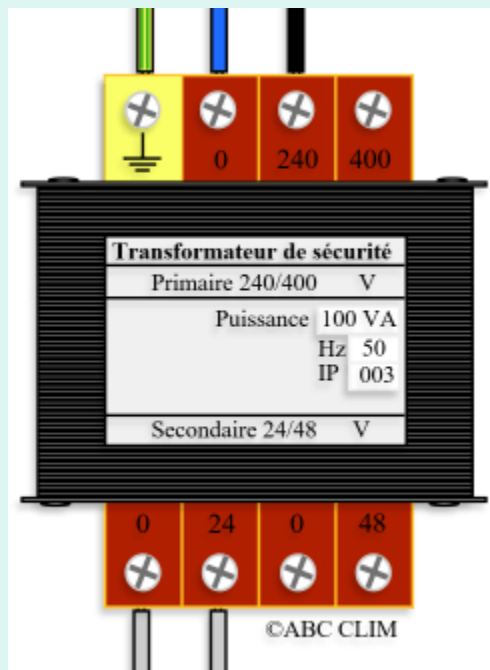 0 240 400
Transformateur de sécurité
Primaire 240/400 V
Puissance 100 VA
Hz 50
IP 003
Secondaire 24/48 V
0 24 0 48
©ABC CLIM